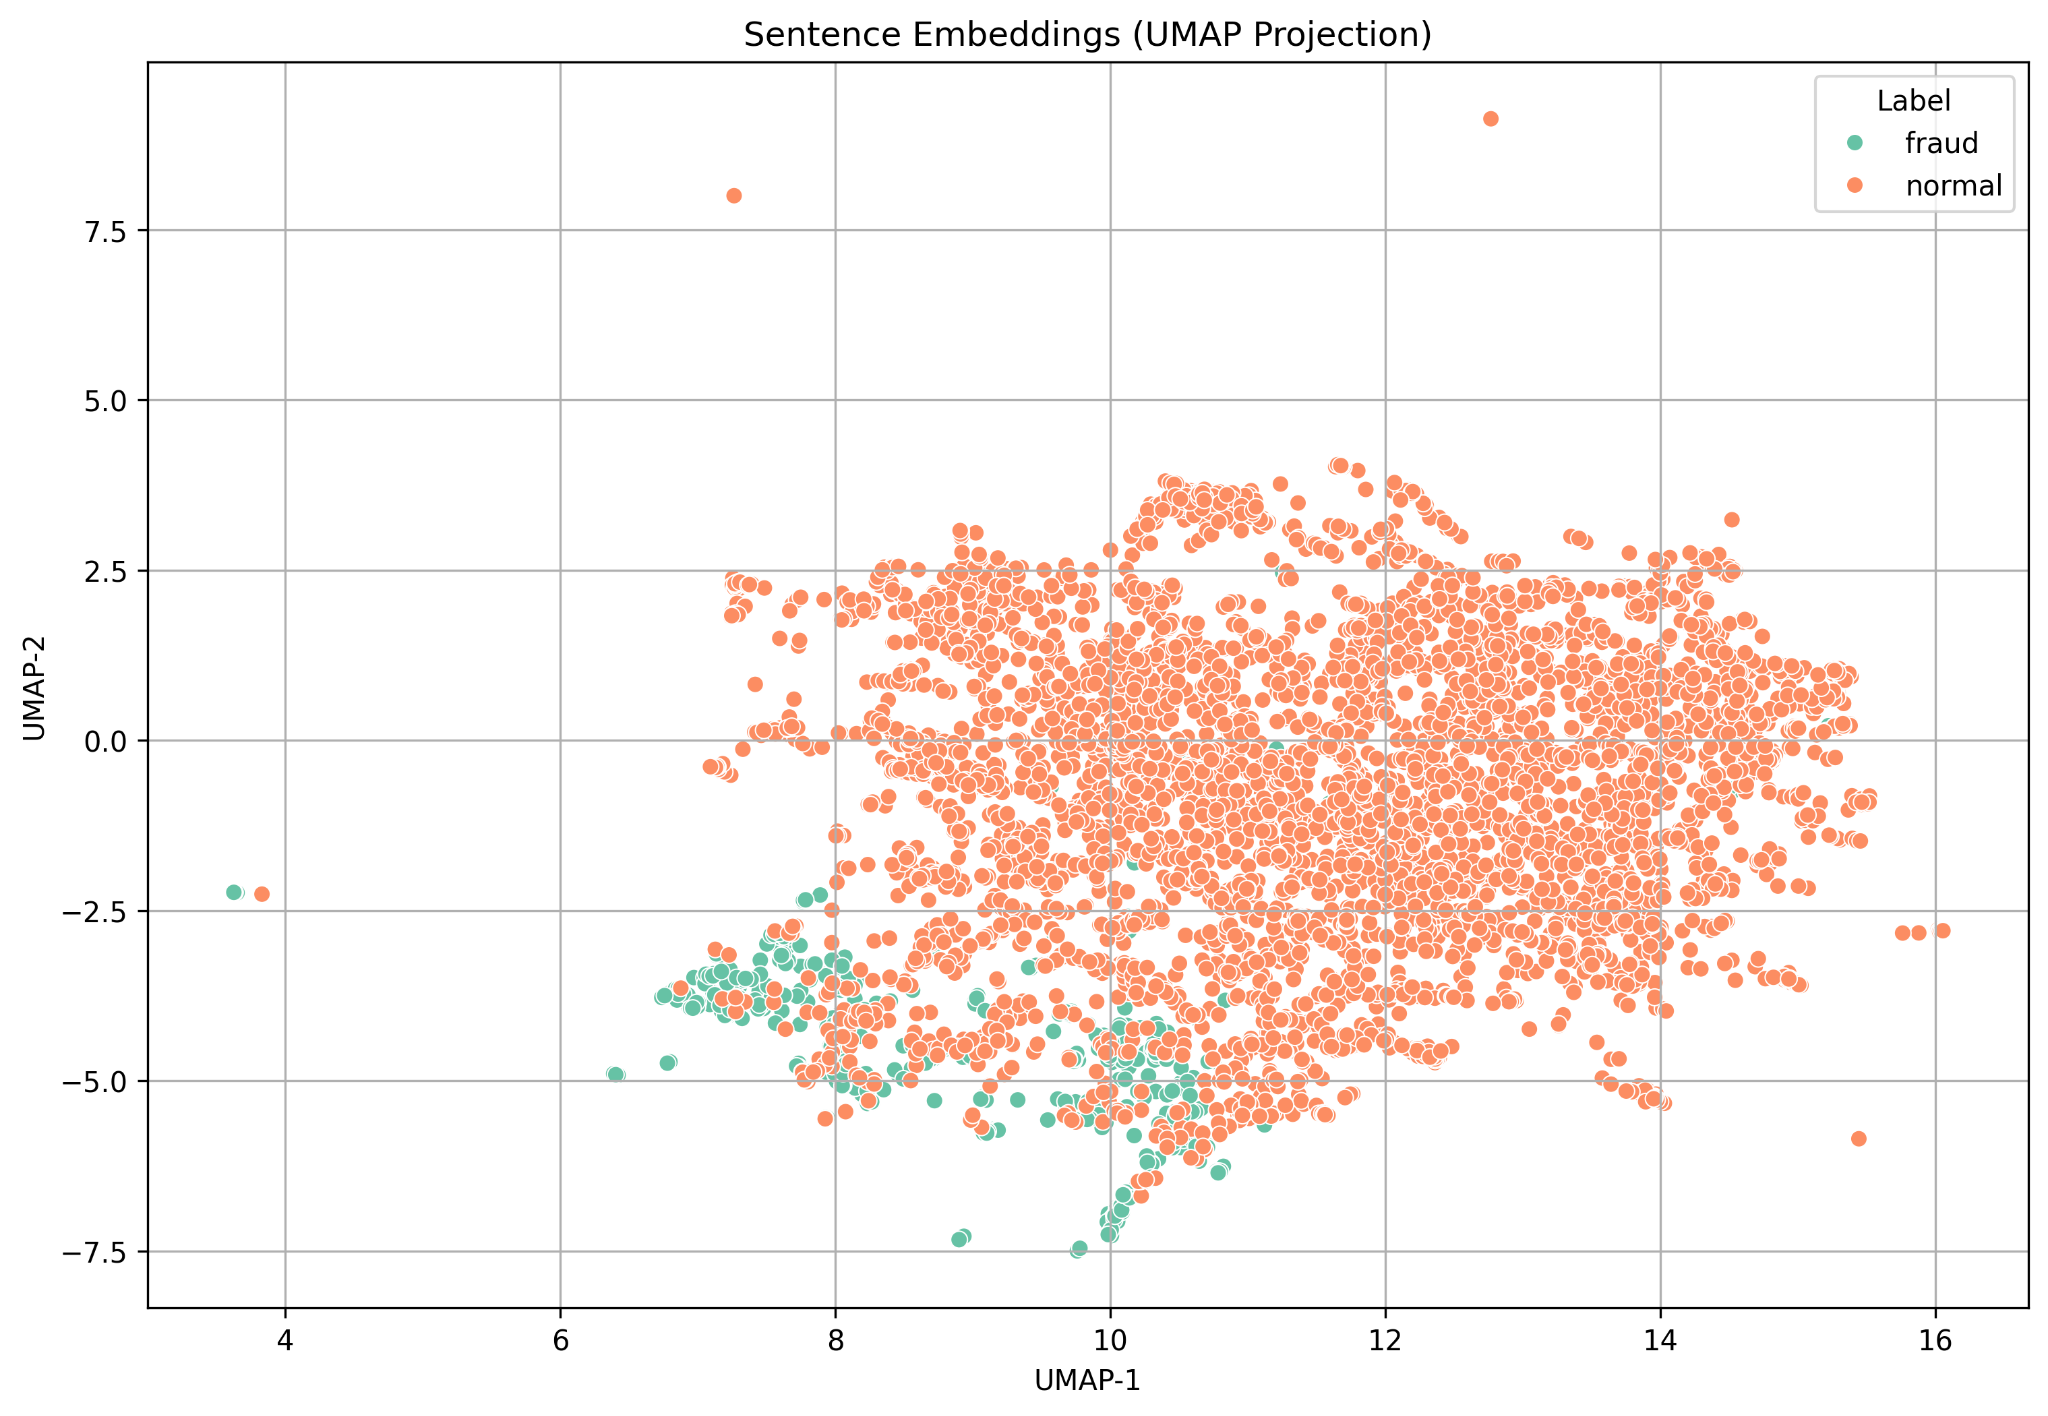 Sentence Embeddings (UMAP Projection)
Label
fraud
normal
7.5
5.0
2.5
0.0
−2.5
−5.0
−7.5
UMAP-2
4 6 8 10 12 14 16
UMAP-1